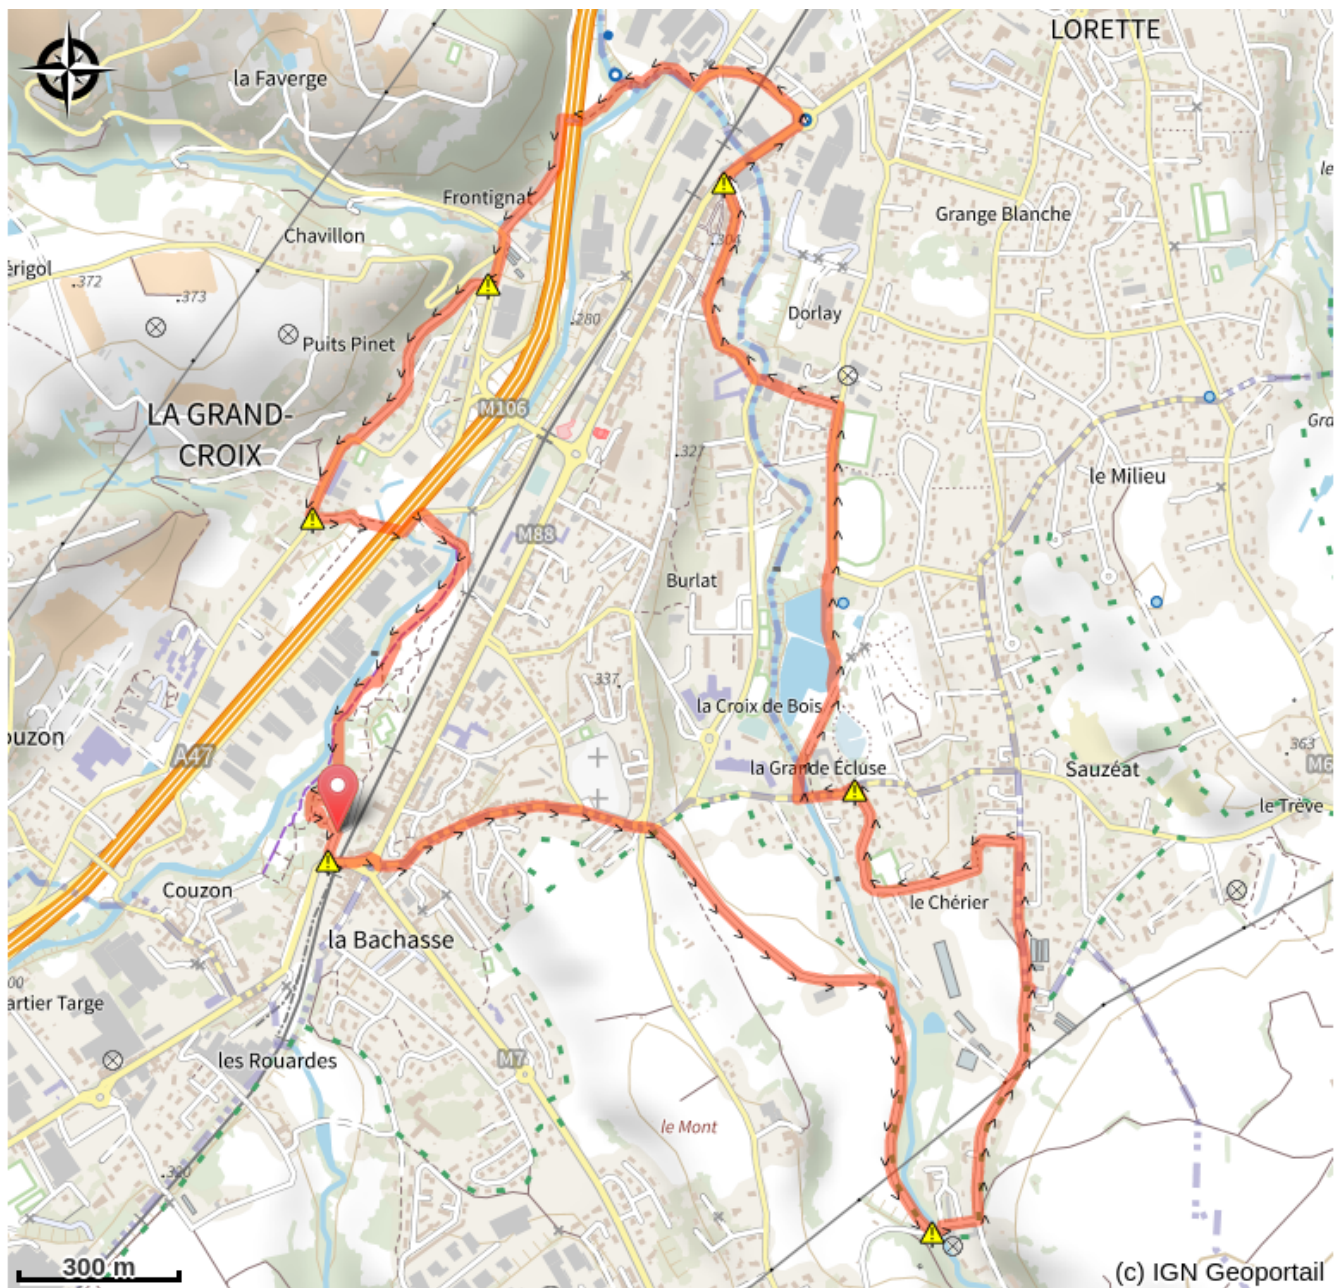 LORETTE
la Faverge
Frontignat
Grange Blanche
Chavillon
érigol
.372
.373
Dorlay
.280
Puits Pinet
M106
LA GRAND-
CROIX
.327
le Milieu
M88
Burlat
337
la Croix de Bois
ouzon
363
A47
M6
la Grande Écluse
Sauzéat
le Trève
Couzon
le Chérier
la Bachasse
00
artier Targe
les Rouardes
M7
le Mont
300 m
(c) IGN Geoportail